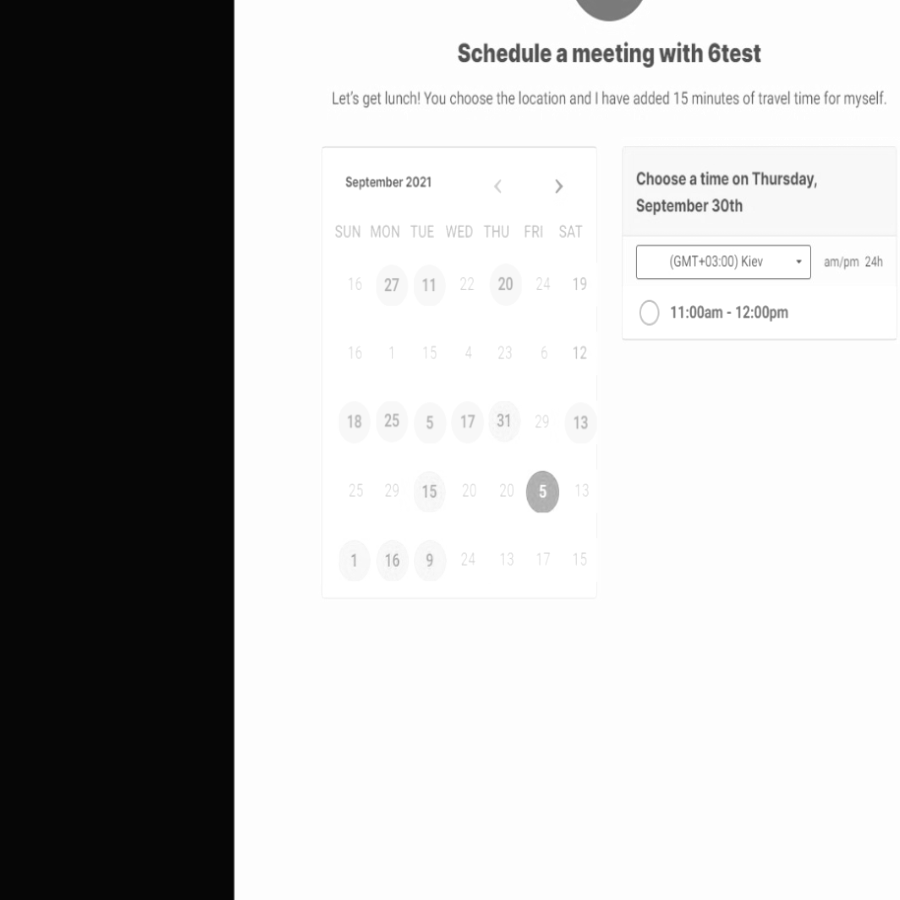 Schedule a meeting with 6test
Let's get lunch! You choose the location and I have added 15 minutes of travel time for myself.
September 2021
SUN MON TUE WED THU FRI SAT
16 27 11 22 20 24 19
16 1 15 4 23 6 12
18 25 5 17 31 29 13
25 29 15 20 20 5 13
1 16 9 24 13 17 15
Choose a time on Thursday,
September 30th
(GMT+03:00) Kiev am/pm 24h
11:00am - 12:00pm